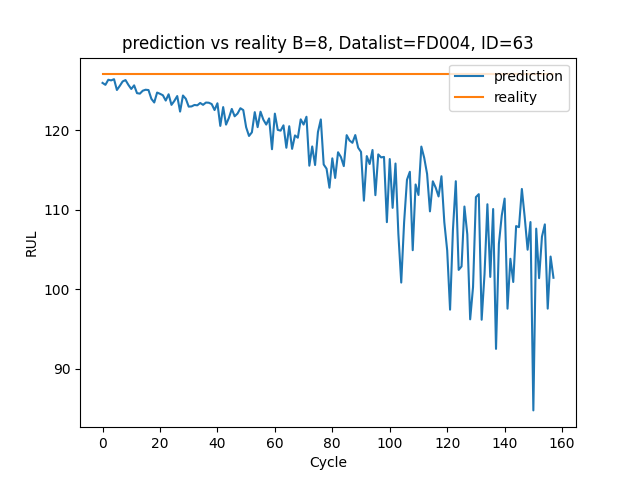 prediction vs reality B=8, Datalist=FD004, ID=63
prediction
reality
RUL
120
110
100
90
0 20 40 60 80 100 120 140 160
Cycle